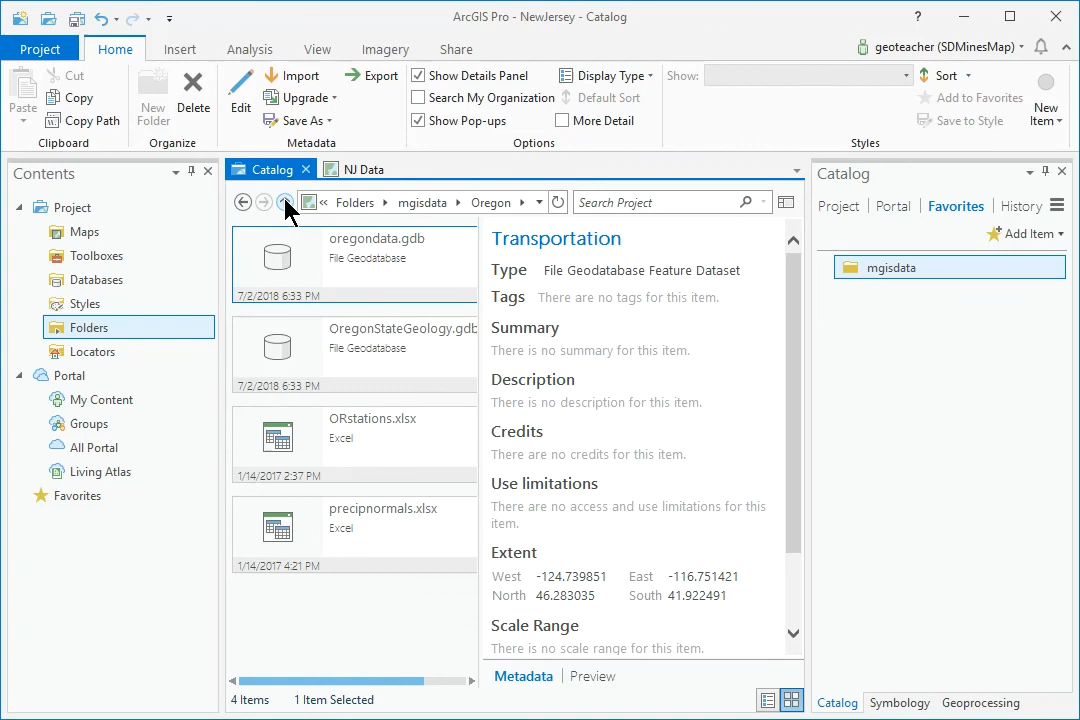 ArcGIS Pro - NewJersey - Catalog
?
Project Home Insert Analysis View Imagery Share
geoteacher (SDMinesMap)
Paste
Cut
Copy
Copy Path
Clipboard
New Folder
Delete
Organize
Edit
Import
Upgrade
Save As
Export
Metadata
Show Details Panel
Search My Organization
Show Pop-ups
Display Type
Default Sort
More Detail
Options
Show:
Sort
Add to Favorites
Save to Style
New Item
Styles
Contents
Project
Maps
Toolboxes
Databases
Styles
Folders
Locators
Portal
My Content
Groups
All Portal
Living Atlas
Favorites
Catalog NJ Data
Folders mgisdata Oregon
Search Project
oregondata.gdb
File Geodatabase
7/2/2018 6:33 PM
OregonStateGeology.gdb
File Geodatabase
7/2/2018 6:33 PM
ORstations.xlsx
Excel
1/14/2017 2:37 PM
precipnormals.xlsx
Excel
1/14/2017 4:21 PM
4 Items 1 Item Selected
Transportation
Type File Geodatabase Feature Dataset
Tags There are no tags for this item.
Summary
There is no summary for this item.
Description
There is no description for this item.
Credits
There are no credits for this item.
Use limitations
There are no access and use limitations for this
item.
Extent
West -124.739851 East -116.751421
North 46.283035 South 41.922491
Scale Range
There is no scale range for this item.
Metadata Preview
Catalog
Project Portal Favorites History
Add Item
mgisdata
Catalog Symbology Geoprocessing